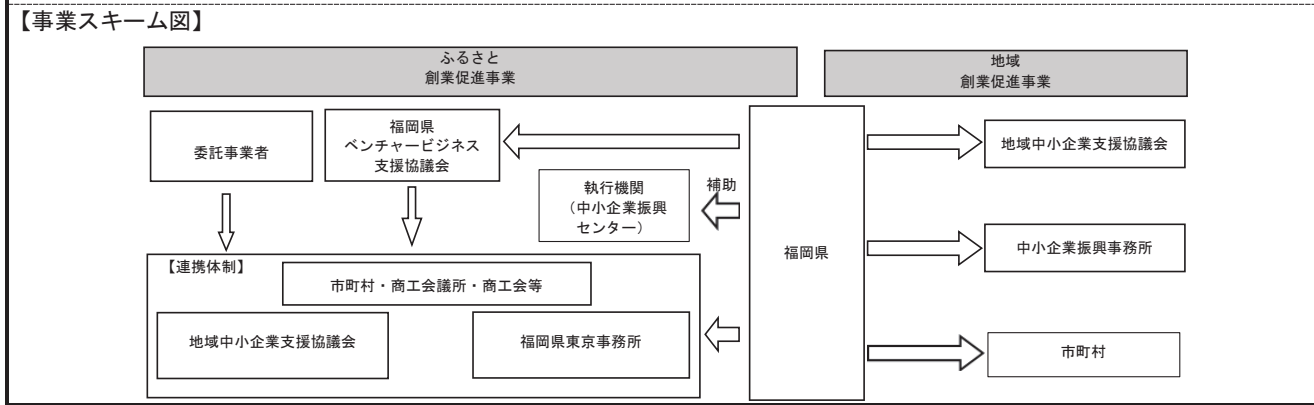 【事業スキーム図】
ふるさと
創業促進事業
地域
創業促進事業
委託事業者
福岡県
ベンチャービジネス
支援協議会
執行機関
（中小企業振興
センター）
補助
福岡県
地域中小企業支援協議会
中小企業振興事務所
市町村
【連携体制】
市町村・商工会議所・商工会等
地域中小企業支援協議会
福岡県東京事務所